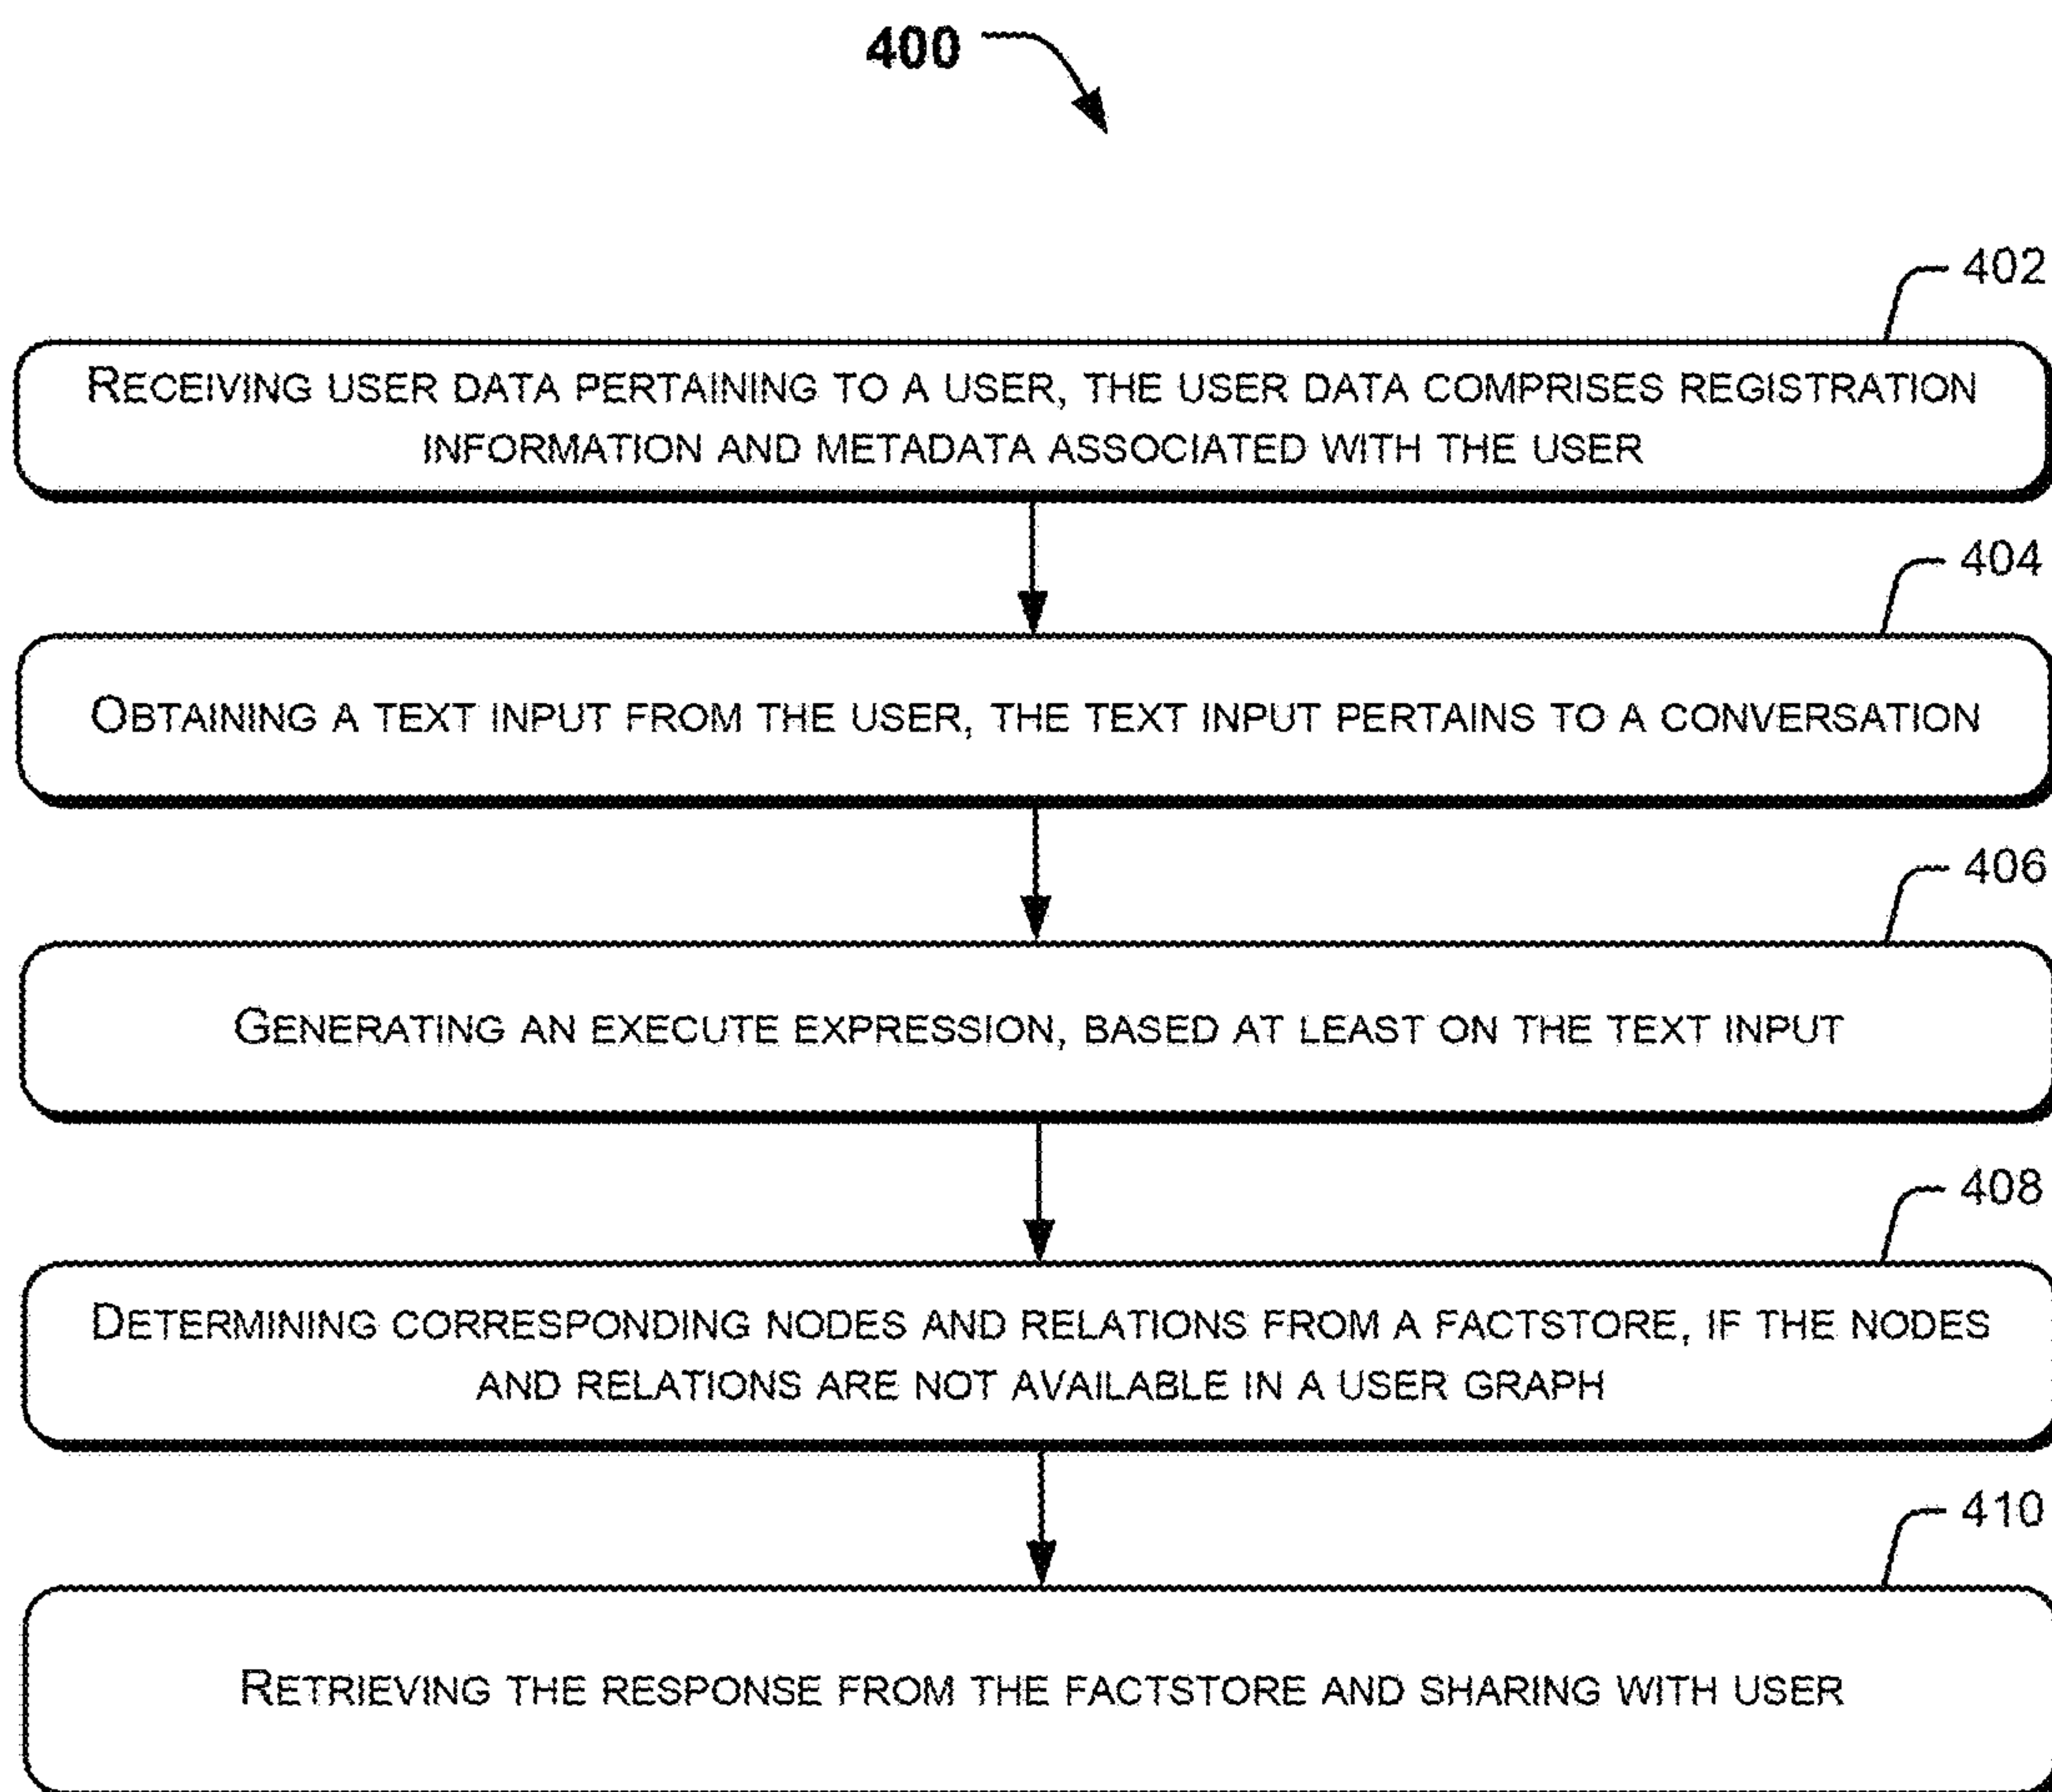 400
402
RECEIVING USER DATA PERTAINING TO A USER, THE USER DATA COMPRISES REGISTRATION
INFORMATION AND METADATA ASSOCIATED WITH THE USER
404
OBTAINING A TEXT INPUT FROM THE USER, THE TEXT INPUT PERTAINS TO A CONVERSATION
406
GENERATING AN EXECUTE EXPRESSION, BASED AT LEAST ON THE TEXT INPUT
408
DETERMINING CORRESPONDING NODES AND RELATIONS FROM A FACTSTORE, IF THE NODES
AND RELATIONS ARE NOT AVAILABLE IN A USER GRAPH
410
RETRIEVING THE RESPONSE FROM THE FACTSTORE AND SHARING WITH USER